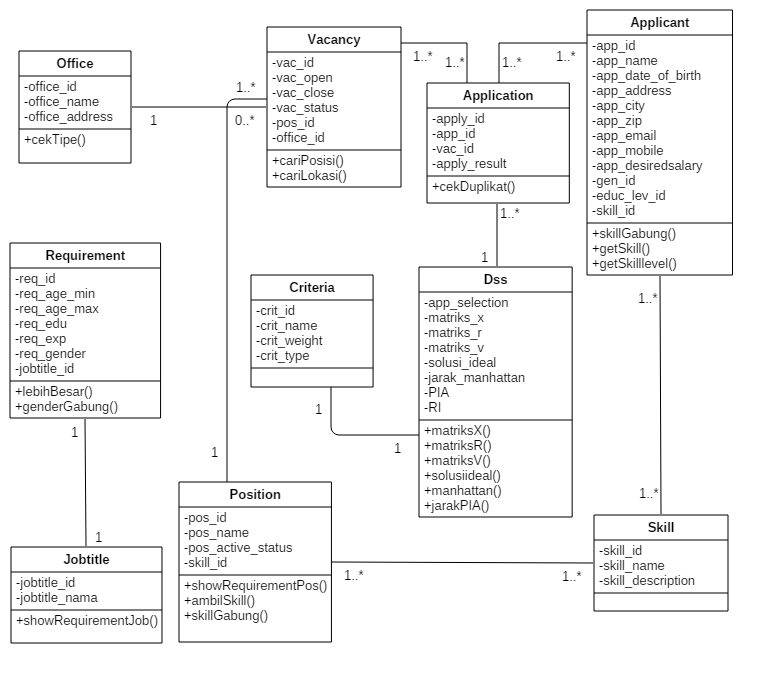 Office
-office_id
-office_name
-office_address
+cekTipe()
1
0..*
Vacancy
-vac_id
-vac_open
-vac_close
-vac_status
-pos_id
-office_id
+cariPosisi()
+cariLokasi()
1..*
1..*
1..*
Application
-apply_id
-app_id
-vac_id
-apply_result
+cekDuplikat()
1..*
1..*
Applicant
-app_id
-app_name
-app_date_of_birth
-app_address
-app_city
-app_zip
-app_email
-app_mobile
-app_desiredsalary
-gen_id
-educ_lev_id
-skill_id
+skillGabung()
+getSkill()
+getSkilllevel()
1..*
1..*
1
Requirement
-req_id
-req_age_min
-req_age_max
-req_edu
-req_exp
-req_gender
-jobtitle_id
+lebihBesar()
+genderGabung()
1
1
Criteria
-crit_id
-crit_name
-crit_weight
-crit_type
1
1
Dss
-app_selection
-matriks_x
-matriks_r
-matriks_v
-solusi_ideal
-jarak_manhattan
-PIA
-RI
+matriksX()
+matriksR()
+matriksV()
+solusiideal()
+manhattan()
+jarakPIA()
Jobtitle
-jobtitle_id
-jobtitle_nama
+showRequirementJob()
1
Position
-pos_id
-pos_name
-pos_active_status
-skill_id
+showRequirementPos()
+ambilSkill()
+skillGabung()
1..*
1..*
1..*
Skill
-skill_id
-skill_name
-skill_description